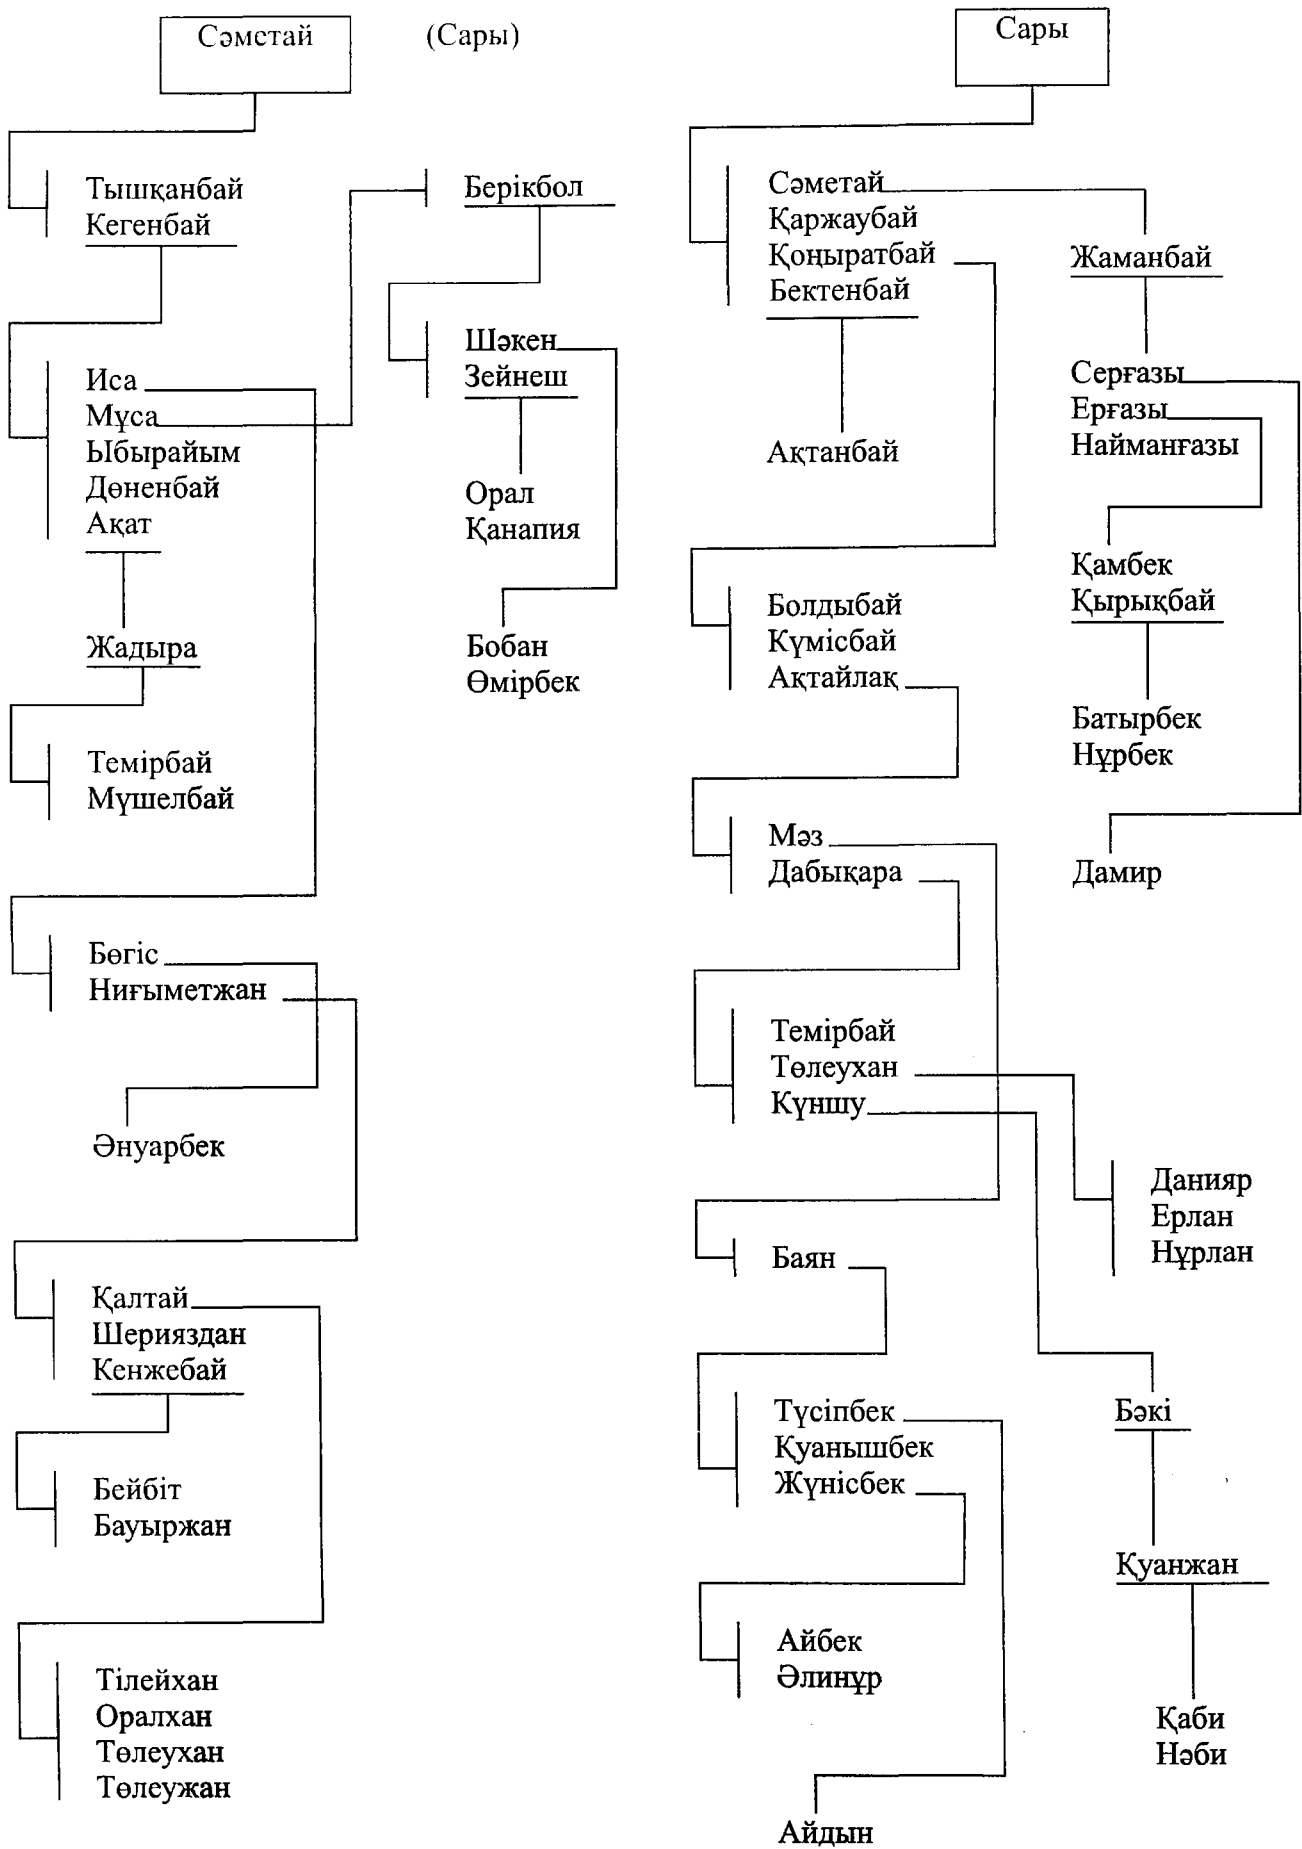 Сәметай
(Сары)
Тышқанбай
Кегенбай
Берікбол
Шәкен
Зейнеш
Иса
Мұса
Ыбырайым
Дөненбай
Ақат
Орал
Қанапия
Жадыра
Бобан
Өмірбек
Темірбай
Мүшелбай
Бөгіс
Ниғыметжан
Әнуарбек
Қалтай
Шерияздан
Кенжебай
Бейбіт
Бауыржан
Тілейхан
Оралхан
Төлеухан
Төлеужан
Сары
Сәметай
Қаржаубай
Қоңыратбай
Бектенбай
Жаманбай
Серғазы
Ерғазы
Найманғазы
Ақтанбай
Қамбек
Қырықбай
Болдыбай
Күмісбай
Ақтайлақ
Батырбек
Нұрбек
Мәз
Дабықара
Дамир
Темірбай
Төлеухан
Күншу
Данияр
Ерлан
Нұрлан
Баян
Түсіпбек
Қуанышбек
Жүнісбек
Бәкі
Қуанжан
Айбек
Әлинұр
Қаби
Нәби
Айдын